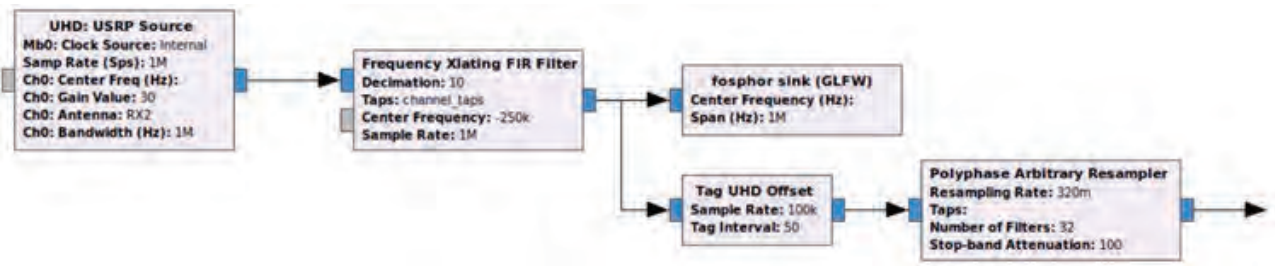 UHD: USRP Source
Mb0: Clock Source: Internal
Samp Rate (Sps): 1M
Ch0: Center Freq (Hz):
Ch0: Gain Value: 30
Ch0: Antenna: RX2
Ch0: Bandwidth (Hz): 1M
Frequency Xlating FIR Filter
Decimation: 10
Taps: channel_taps
Center Frequency: -250k
Sample Rate: 1M
fosphor sink (GLFW)
Center Frequency (Hz):
Span (Hz): 1M
Tag UHD Offset
Sample Rate: 100k
Tag Interval: 50
Polyphase Arbitrary Resampler
Resampling Rate: 320m
Taps:
Number of Filters: 32
Stop-band Attenuation: 100